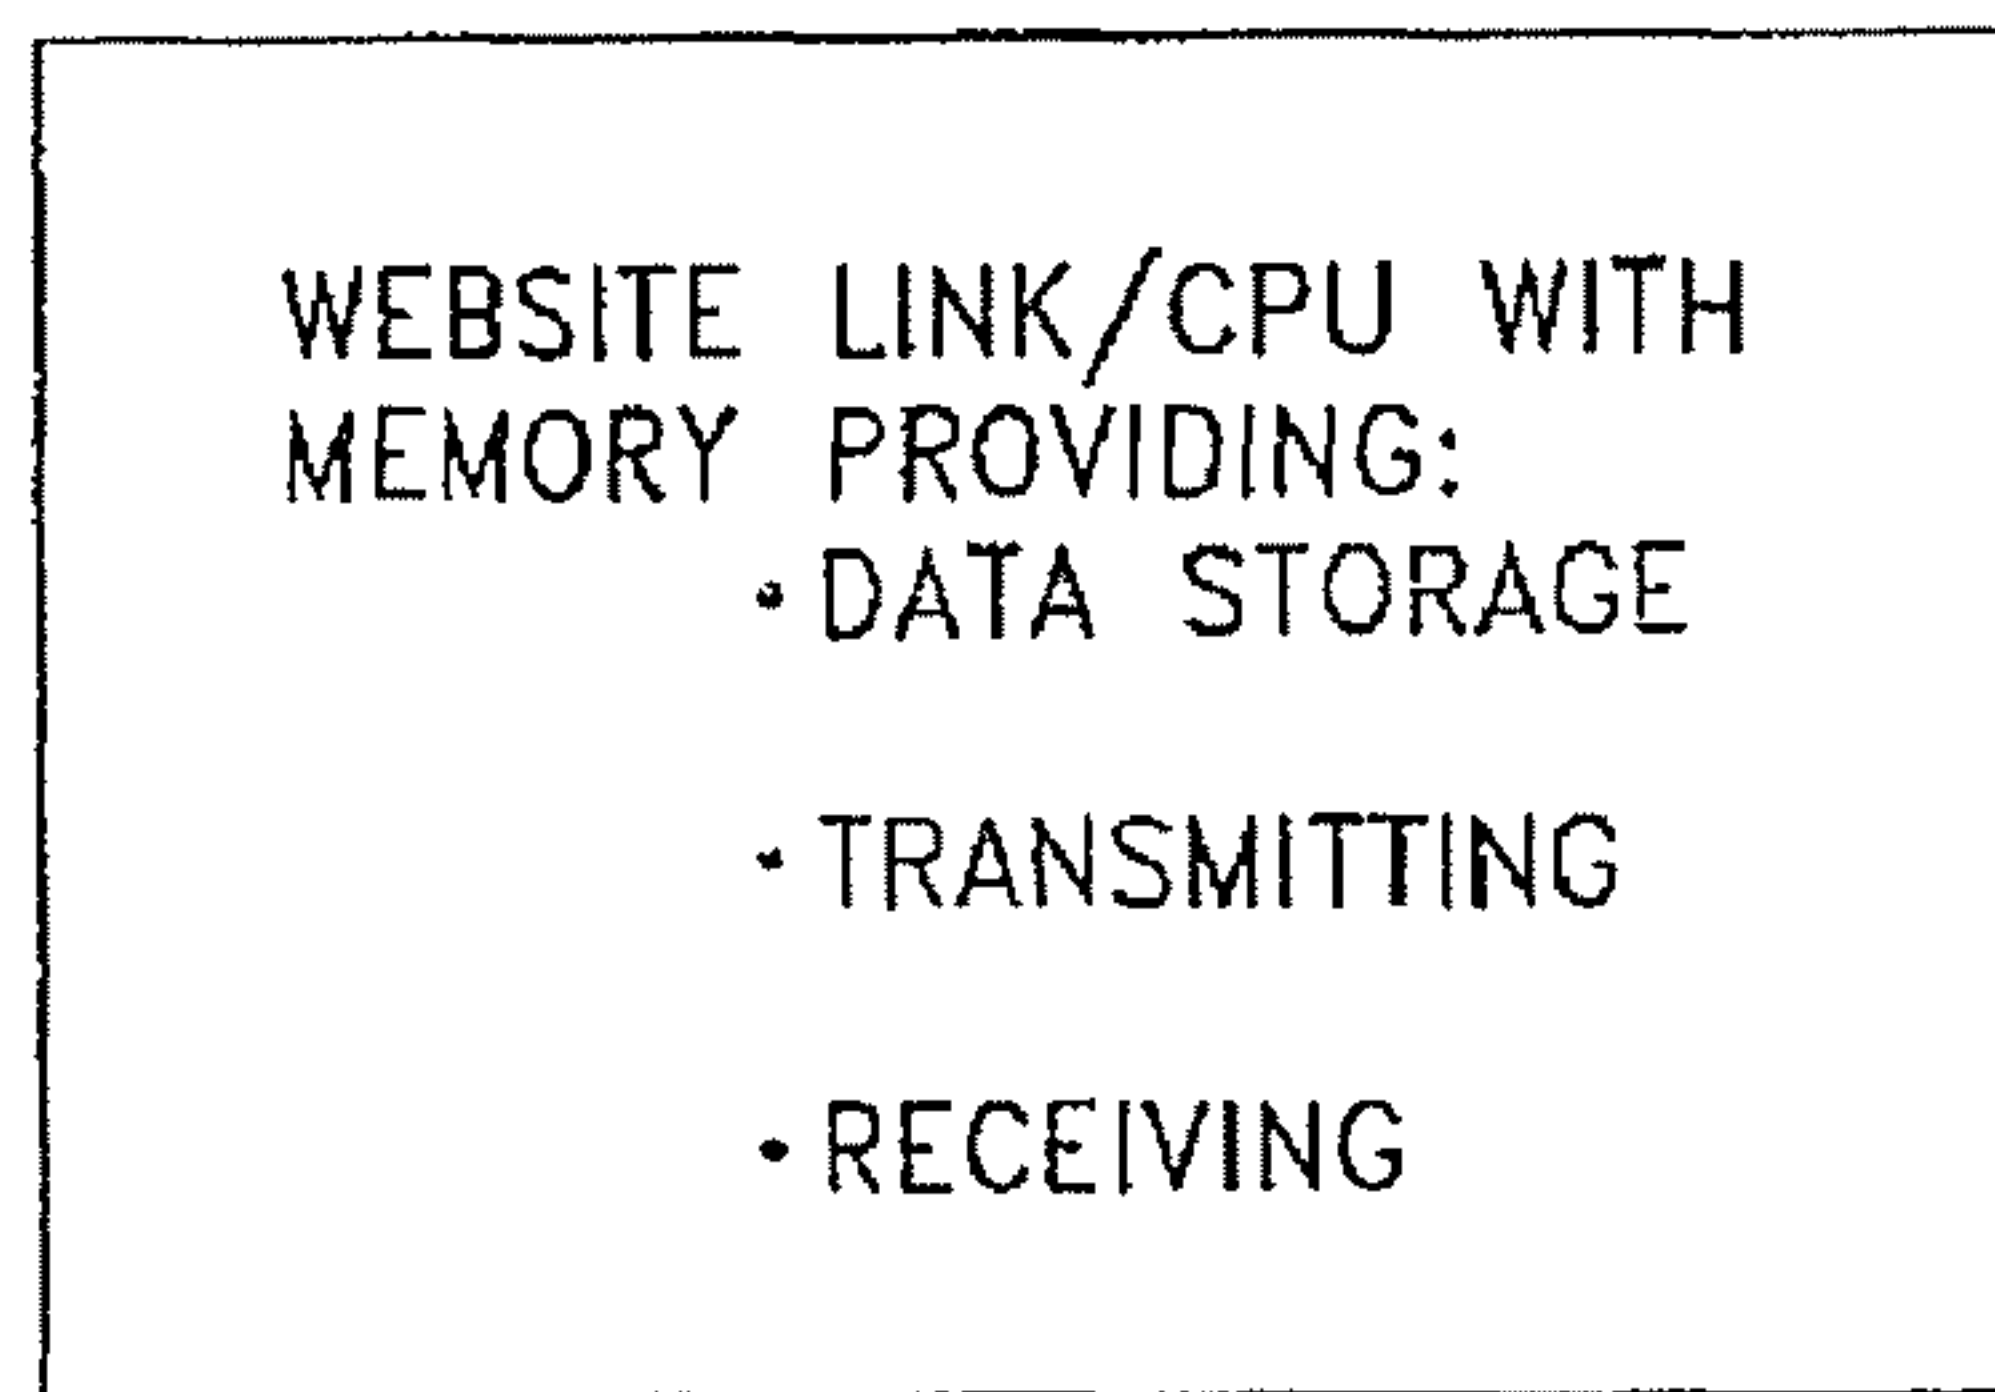 WEBSITE LINK/CPU WITH
MEMORY PROVIDING:
• DATA STORAGE
• TRANSMITTING
• RECEIVING